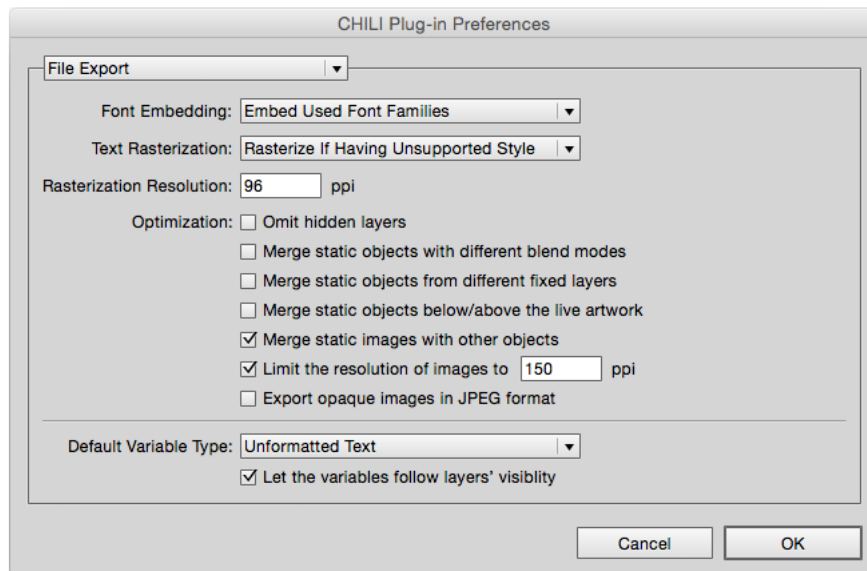 CHILI Plug-in Preferences
File Export
Font Embedding: Embed Used Font Families
Text Rasterization: Rasterize If Having Unsupported Style
Rasterization Resolution: 96 ppi
Optimization: Omit hidden layers
Merge static objects with different blend modes
Merge static objects from different fixed layers
Merge static objects below/above the live artwork
Merge static images with other objects
Limit the resolution of images to 150 ppi
Export opaque images in JPEG format
Default Variable Type: Unformatted Text
Let the variables follow layers' visiblity
Cancel OK